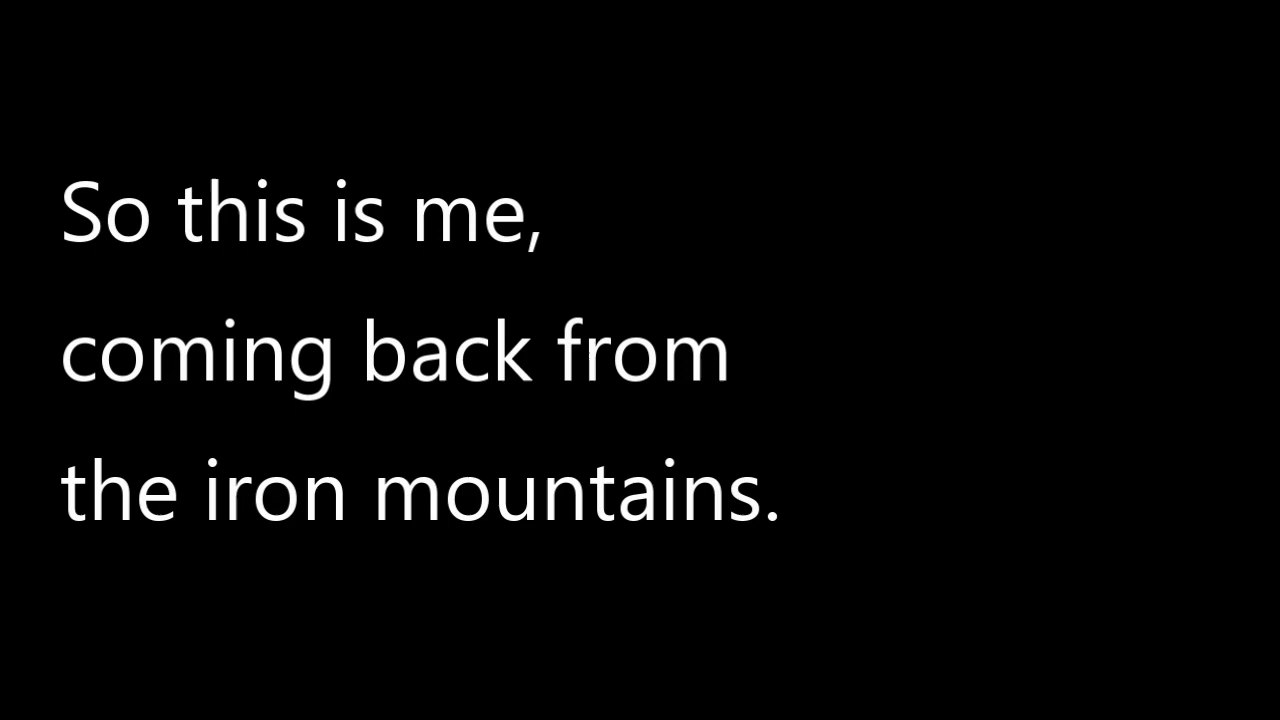 So this is me,
coming back from
the iron mountains.